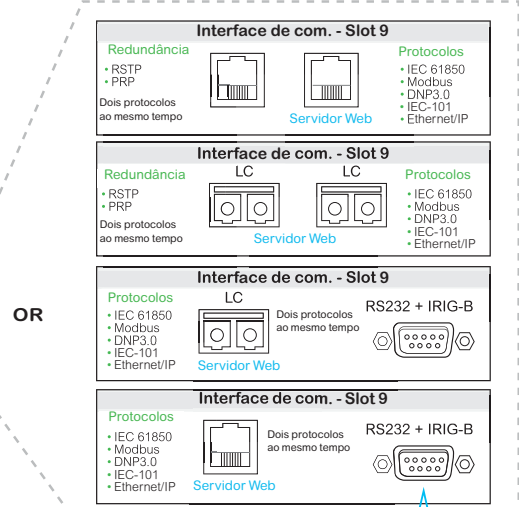 Interface de com. - Slot 9
Redundância
• RSTP
• PRP
Dois protocolos
ao mesmo tempo
Servidor Web
Protocolos
• IEC 61850
• Modbus
• DNP3.0
• IEC-101
• Ethernet/IP
Interface de com. - Slot 9
Redundância
• RSTP
• PRP
Dois protocolos
ao mesmo tempo
LC
LC
Servidor Web
Protocolos
• IEC 61850
• Modbus
• DNP3.0
• IEC-101
• Ethernet/IP
OR
Interface de com. - Slot 9
Protocolos
• IEC 61850
• Modbus
• DNP3.0
• IEC-101
• Ethernet/IP
LC
Servidor Web
Dois protocolos
ao mesmo tempo
RS232 + IRIG-B
Interface de com. - Slot 9
Protocolos
• IEC 61850
• Modbus
• DNP3.0
• IEC-101
• Ethernet/IP
Servidor Web
Dois protocolos
ao mesmo tempo
RS232 + IRIG-B